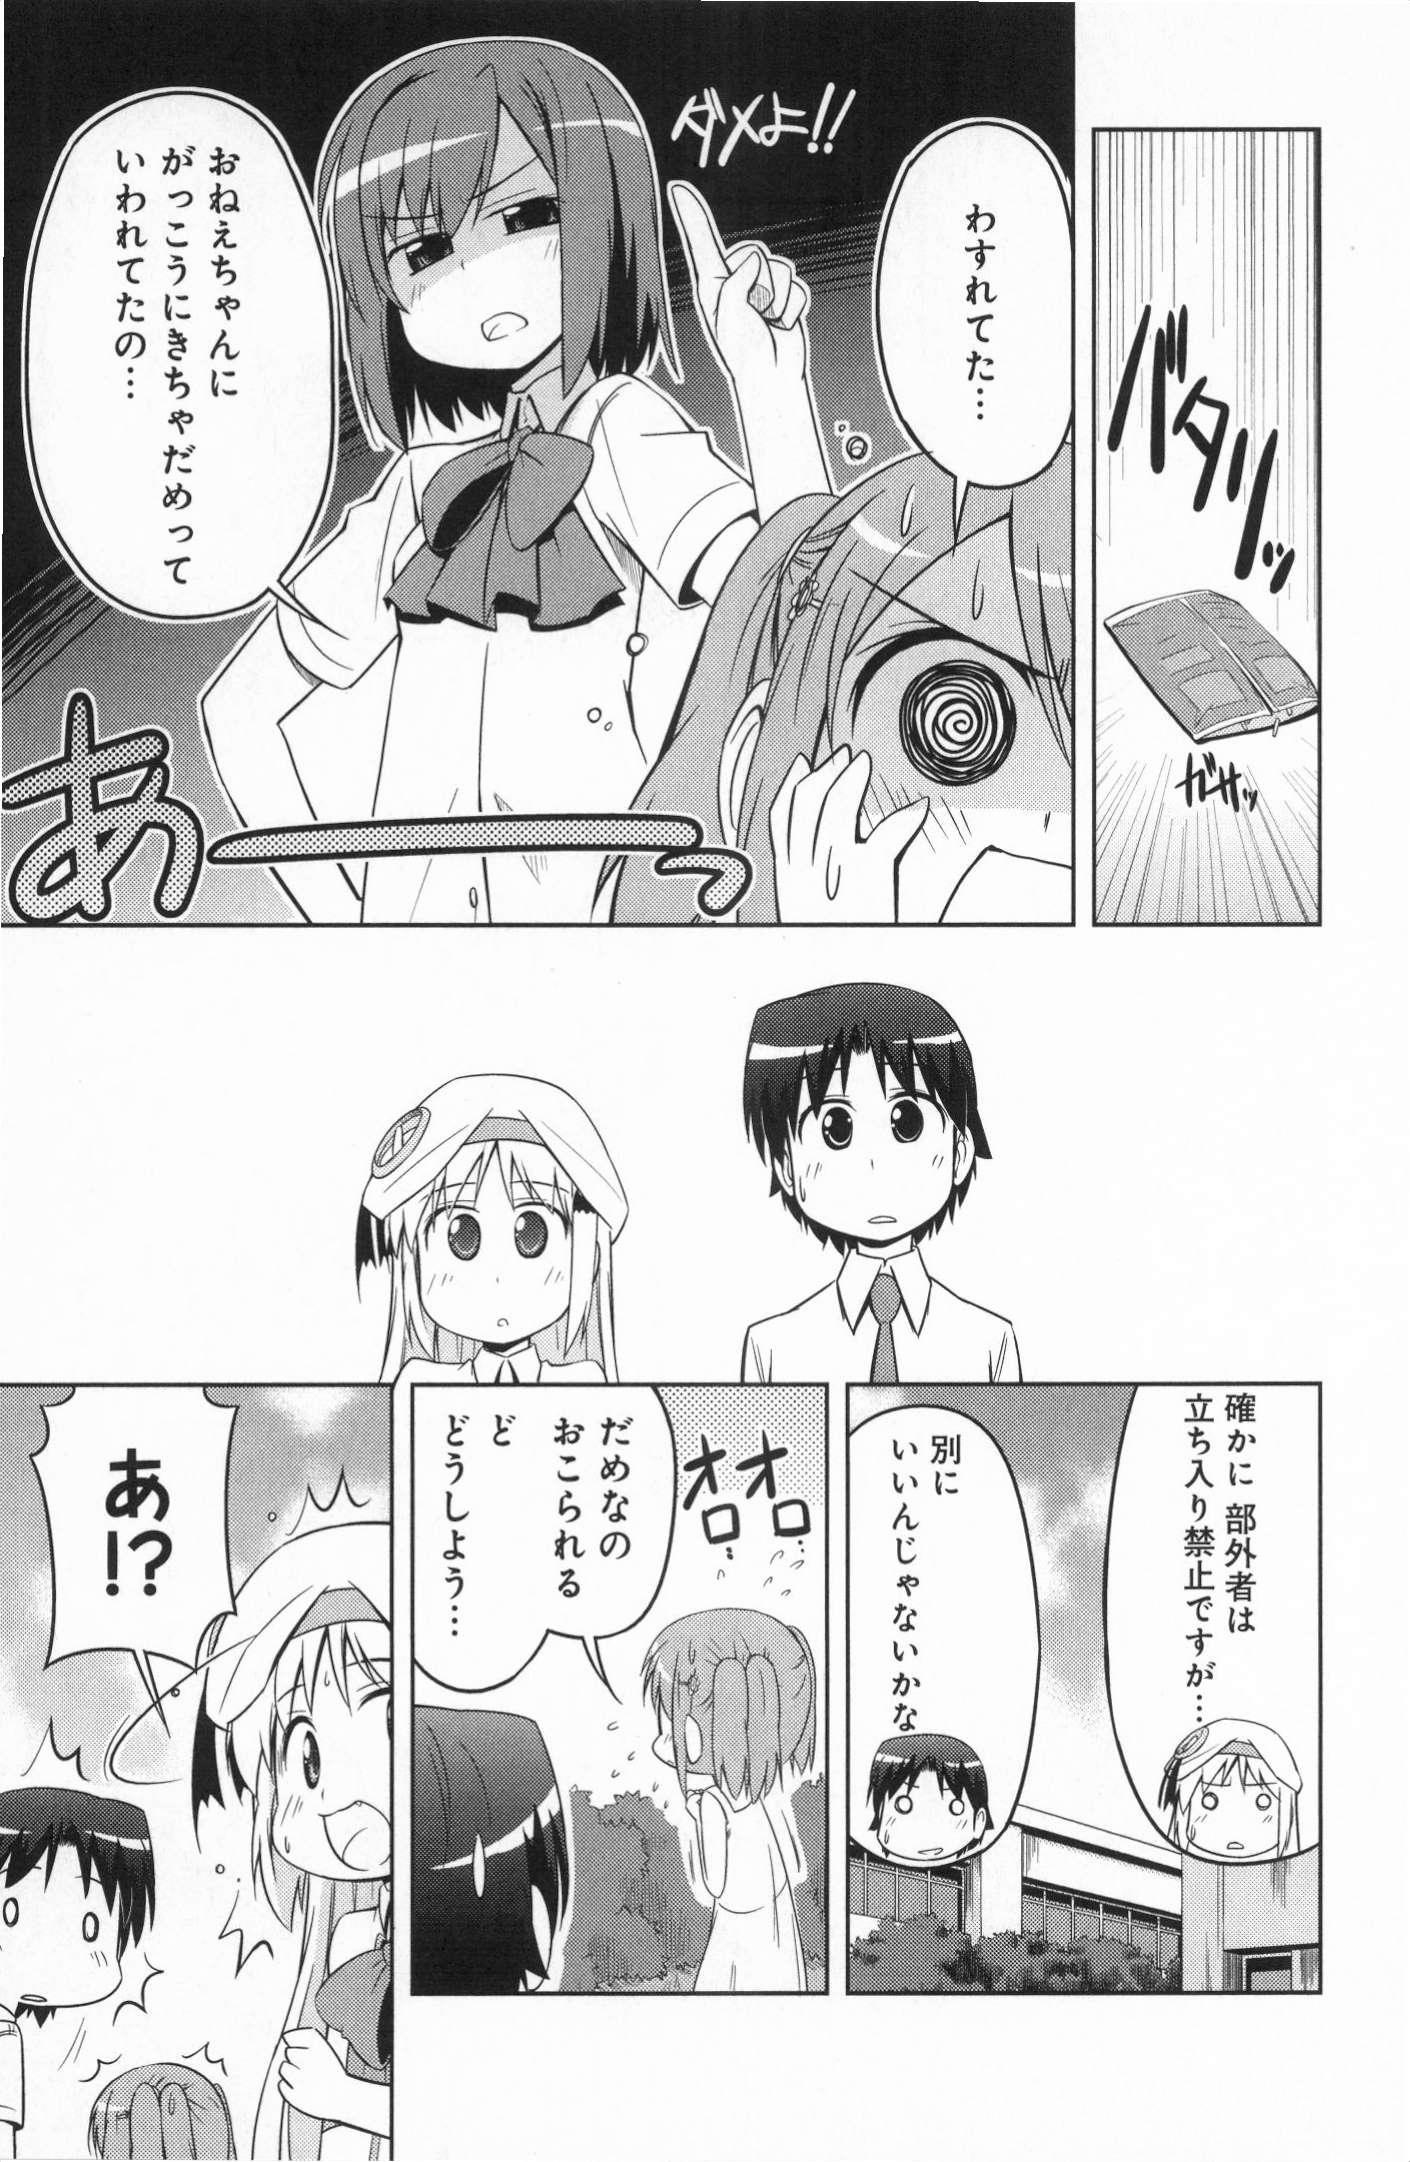 バタリッ
ガサッ
わすれてた…
ダメよ!!
おねえちゃんに
がっこうにきちゃだめって
いわれてたの…
あーっ
確かに 部外者は
立ち入り禁止ですが…
別に
いいんじゃないかな
オロ
オロ
だめなの
おこられる
ど
どうしよう…
あ!?